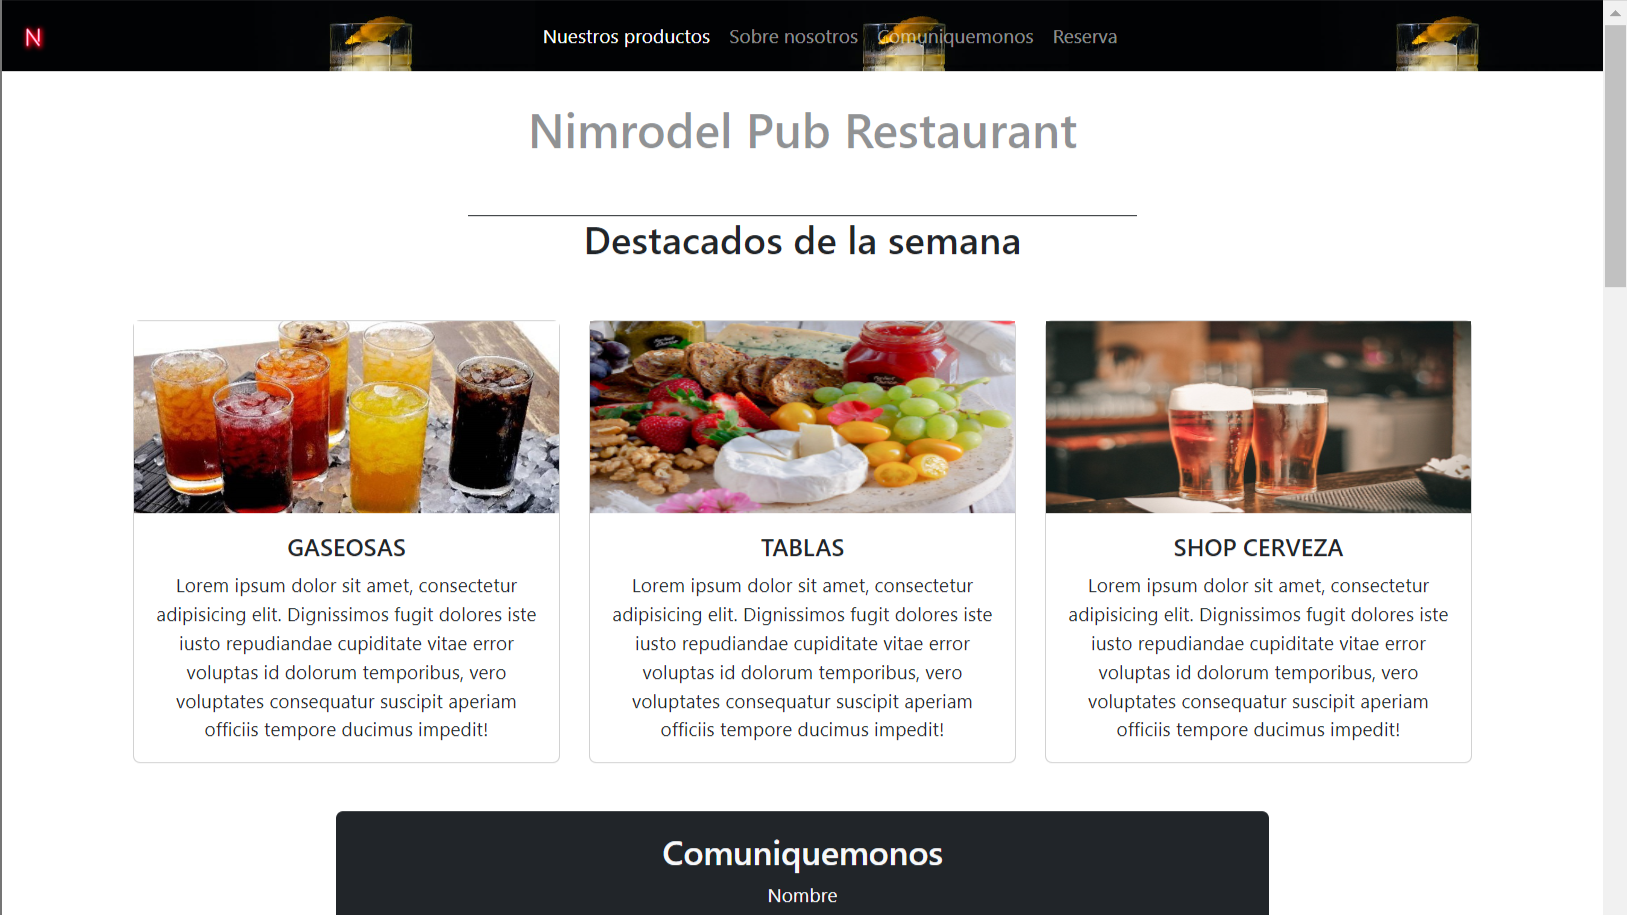 N
Nuestros productos Sobre nosotros Comuniquemonos Reserva
Nimrodel Pub Restaurant
Destacados de la semana
GASEOSAS
Lorem ipsum dolor sit amet, consectetur
adipisicing elit. Dignissimos fugit dolores iste
iusto repudiandae cupiditate vitae error
voluptas id dolorum temporibus, vero
voluptates consequatur suscipit aperiam
officiis tempore ducimus impedit!
TABLAS
Lorem ipsum dolor sit amet, consectetur
adipisicing elit. Dignissimos fugit dolores iste
iusto repudiandae cupiditate vitae error
voluptas id dolorum temporibus, vero
voluptates consequatur suscipit aperiam
officiis tempore ducimus impedit!
SHOP CERVEZA
Lorem ipsum dolor sit amet, consectetur
adipisicing elit. Dignissimos fugit dolores iste
iusto repudiandae cupiditate vitae error
voluptas id dolorum temporibus, vero
voluptates consequatur suscipit aperiam
officiis tempore ducimus impedit!
Comuniquemonos
Nombre